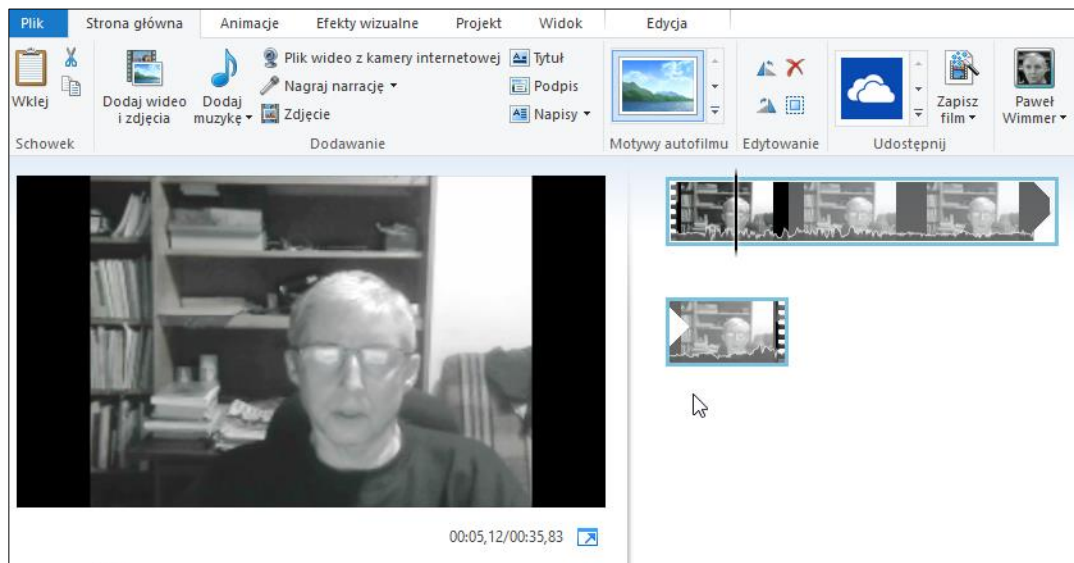 Plik Strona główna Animacje Efekty wizualne Projekt Widok Edycja
Wklej
Schowek
Dodaj wideo i zdjęcia
Dodaj muzykę
Plik wideo z kamery internetowej
Nagraj narrację
Zdjęcie
Tytuł
Podpis
Napisy
Dodawanie
Motywy autofilmu
Edytowanie
Zapisz film
Udostępnij
Paweł Wimmer
00:05,12/00:35,83